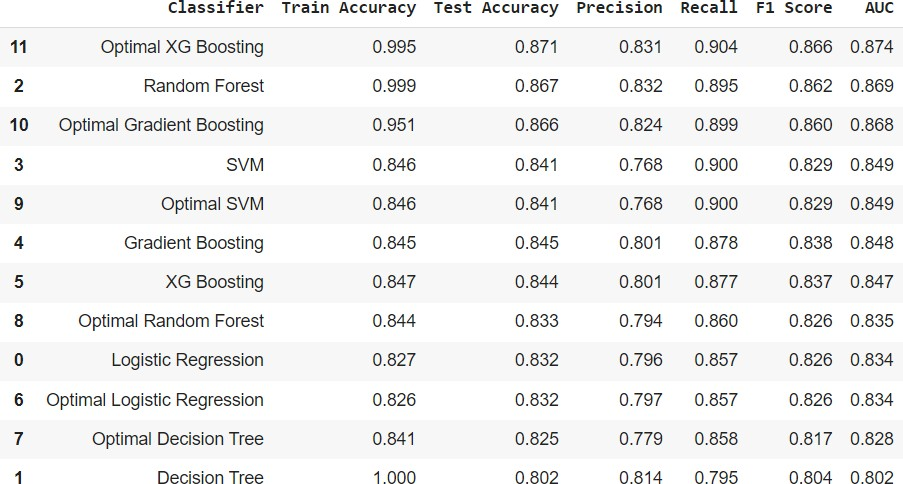 Classifier Train Accuracy Test Accuracy Precision Recall F1 Score AUC
11 Optimal XG Boosting 0.995 0.871 0.831 0.904 0.866 0.874
2 Random Forest 0.999 0.867 0.832 0.895 0.862 0.869
10 Optimal Gradient Boosting 0.951 0.866 0.824 0.899 0.860 0.868
3 SVM 0.846 0.841 0.768 0.900 0.829 0.849
9 Optimal SVM 0.846 0.841 0.768 0.900 0.829 0.849
4 Gradient Boosting 0.845 0.845 0.801 0.878 0.838 0.848
5 XG Boosting 0.847 0.844 0.801 0.877 0.837 0.847
8 Optimal Random Forest 0.844 0.833 0.794 0.860 0.826 0.835
0 Logistic Regression 0.827 0.832 0.796 0.857 0.826 0.834
6 Optimal Logistic Regression 0.826 0.832 0.797 0.857 0.826 0.834
7 Optimal Decision Tree 0.841 0.825 0.779 0.858 0.817 0.828
1 Decision Tree 1.000 0.802 0.814 0.795 0.804 0.802